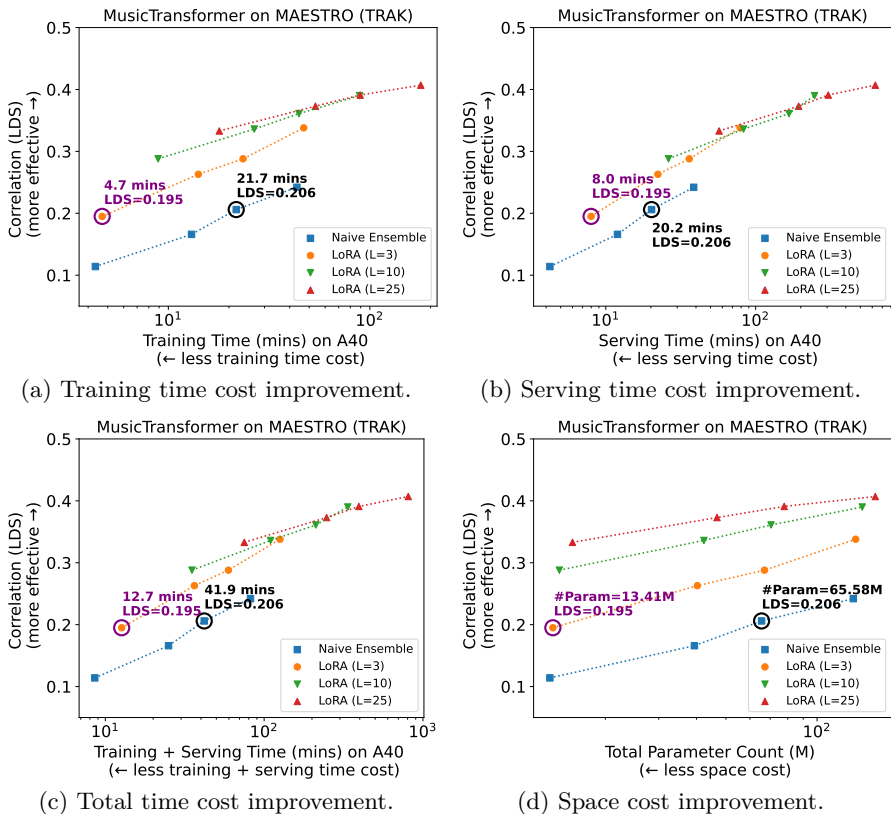 MusicTransformer on MAESTRO (TRAK)
Correlation (LDS)
(more effective →)
0.5
0.4
0.3
0.2
0.1
4.7 mins
LDS=0.195
21.7 mins
LDS=0.206
Naive Ensemble
LoRA (L=3)
LoRA (L=10)
LoRA (L=25)
10¹
10²
Training Time (mins) on A40
(← less training time cost)
(a) Training time cost improvement.
MusicTransformer on MAESTRO (TRAK)
Correlation (LDS)
(more effective →)
0.5
0.4
0.3
0.2
0.1
8.0 mins
LDS=0.195
20.2 mins
LDS=0.206
Naive Ensemble
LoRA (L=3)
LoRA (L=10)
LoRA (L=25)
10¹
10²
Serving Time (mins) on A40
(← less serving time cost)
(b) Serving time cost improvement.
MusicTransformer on MAESTRO (TRAK)
Correlation (LDS)
(more effective →)
0.5
0.4
0.3
0.2
0.1
12.7 mins
LDS=0.195
41.9 mins
LDS=0.206
Naive Ensemble
LoRA (L=3)
LoRA (L=10)
LoRA (L=25)
10¹
10²
10³
Training + Serving Time (mins) on A40
(← less training + serving time cost)
(c) Total time cost improvement.
MusicTransformer on MAESTRO (TRAK)
Correlation (LDS)
(more effective →)
0.5
0.4
0.3
0.2
0.1
#Param=13.41M
LDS=0.195
#Param=65.58M
LDS=0.206
Naive Ensemble
LoRA (L=3)
LoRA (L=10)
LoRA (L=25)
10²
Total Parameter Count (M)
(← less space cost)
(d) Space cost improvement.